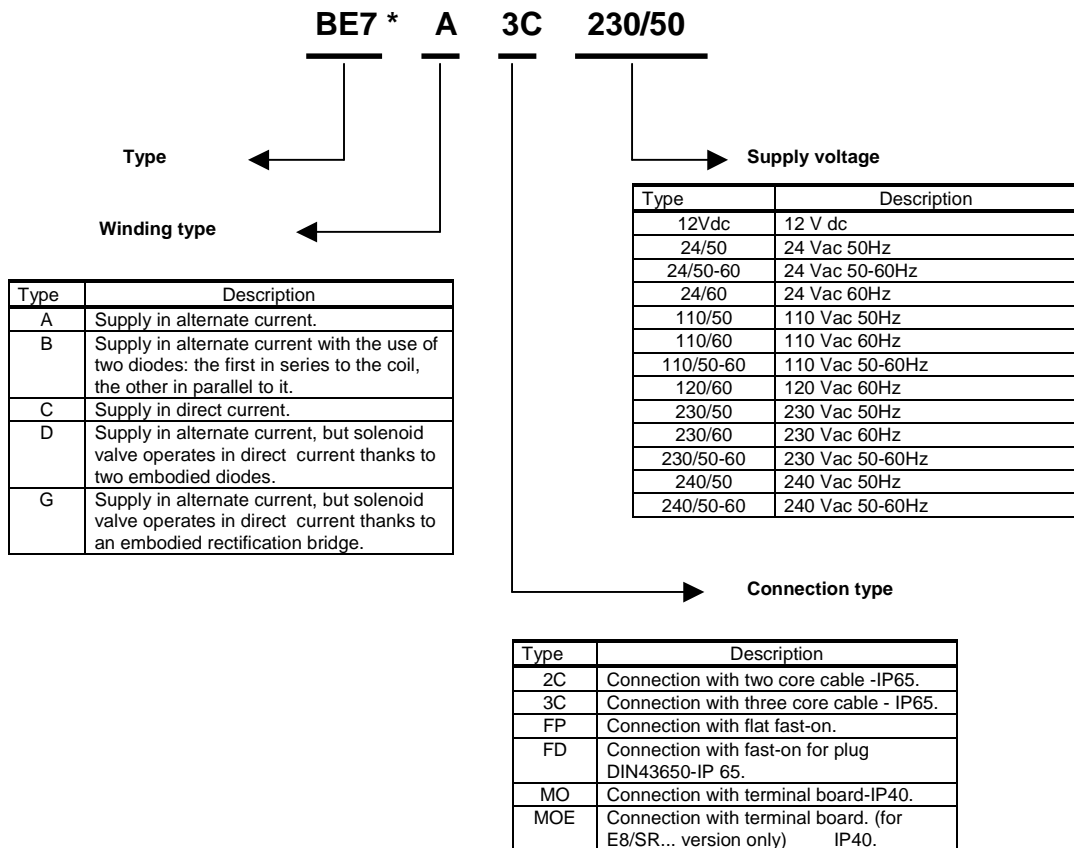 BE7 * A 3C 230/50
Type
Supply voltage
Winding type
Type Description
A Supply in alternate current.
B Supply in alternate current with the use of
two diodes: the first in series to the coil,
the other in parallel to it.
C Supply in direct current.
D Supply in alternate current, but solenoid
valve operates in direct current thanks to
two embodied diodes.
G Supply in alternate current, but solenoid
valve operates in direct current thanks to
an embodied rectification bridge.
Type Description
12Vdc 12 V dc
24/50 24 Vac 50Hz
24/50-60 24 Vac 50-60Hz
24/60 24 Vac 60Hz
110/50 110 Vac 50Hz
110/60 110 Vac 60Hz
110/50-60 110 Vac 50-60Hz
120/60 120 Vac 60Hz
230/50 230 Vac 50Hz
230/60 230 Vac 60Hz
230/50-60 230 Vac 50-60Hz
240/50 240 Vac 50Hz
240/50-60 240 Vac 50-60Hz
Connection type
Type Description
2C Connection with two core cable -IP65.
3C Connection with three core cable - IP65.
FP Connection with flat fast-on.
FD Connection with fast-on for plug
DIN43650-IP 65.
MO Connection with terminal board-IP40.
MOE Connection with terminal board. (for
E8/SR... version only) IP40.